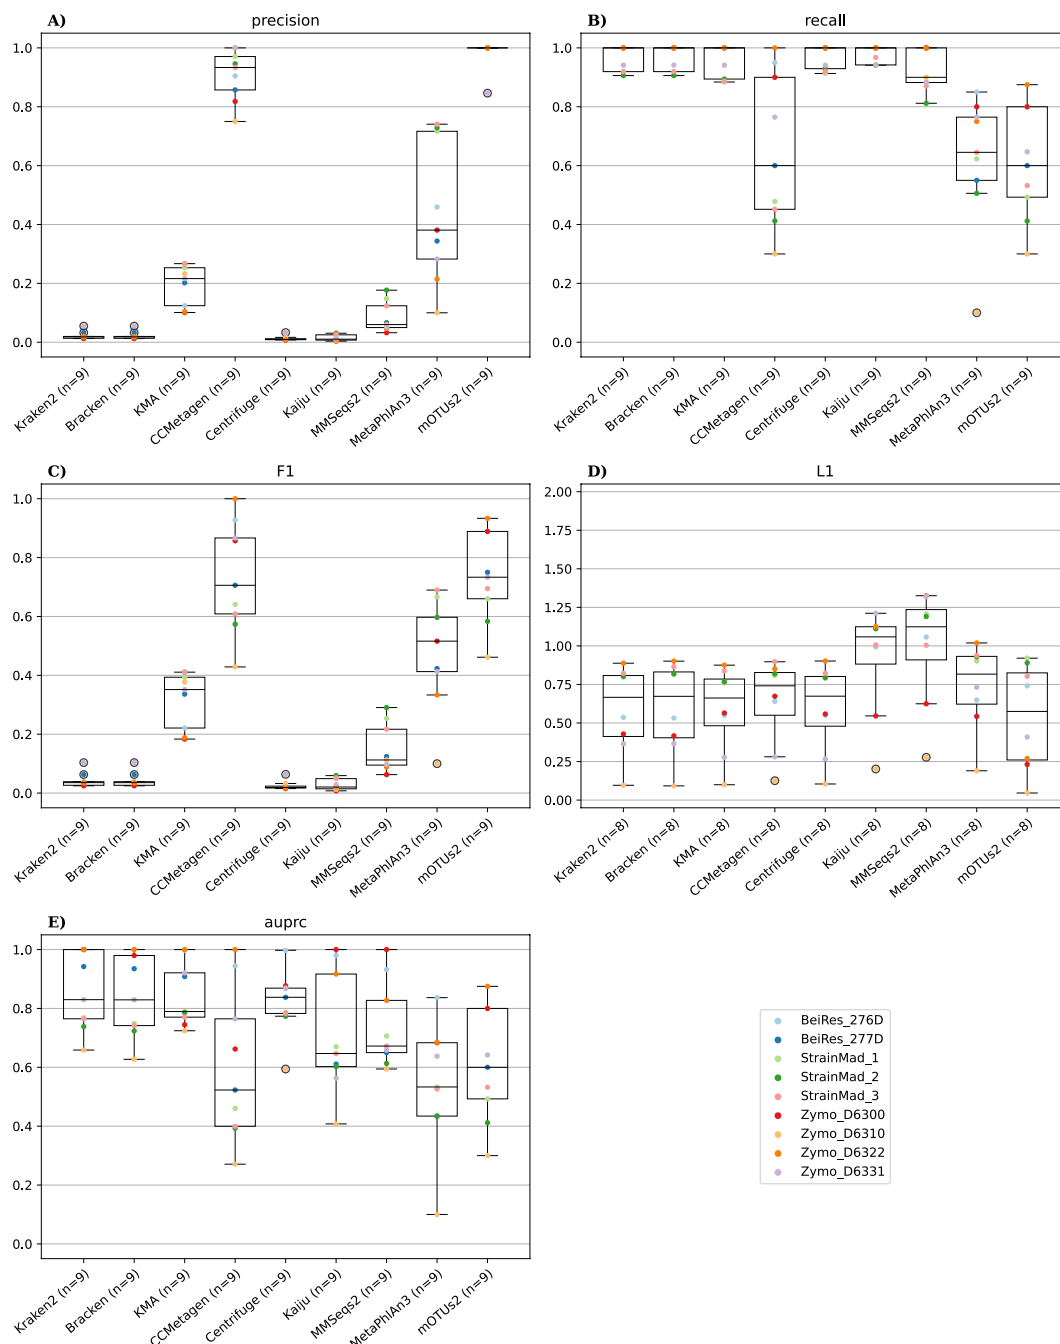 A) precision
1.0
0.8
0.6
0.4
0.2
0.0
Kraken2 (n=9)
Bracken (n=9)
KMA (n=9)
CCMetagen (n=9)
Centrifuge (n=9)
Kaiju (n=9)
MMSeqs2 (n=9)
MetaPhlAn3 (n=9)
mOTUs2 (n=9)
B) recall
1.0
0.8
0.6
0.4
0.2
0.0
Kraken2 (n=9)
Bracken (n=9)
KMA (n=9)
CCMetagen (n=9)
Centrifuge (n=9)
Kaiju (n=9)
MMSeqs2 (n=9)
MetaPhlAn3 (n=9)
mOTUs2 (n=9)
C) F1
1.0
0.8
0.6
0.4
0.2
0.0
Kraken2 (n=9)
Bracken (n=9)
KMA (n=9)
CCMetagen (n=9)
Centrifuge (n=9)
Kaiju (n=9)
MMSeqs2 (n=9)
MetaPhlAn3 (n=9)
mOTUs2 (n=9)
D) L1
2.00
1.75
1.50
1.25
1.00
0.75
0.50
0.25
0.00
Kraken2 (n=8)
Bracken (n=8)
KMA (n=8)
CCMetagen (n=8)
Centrifuge (n=8)
Kaiju (n=8)
MMSeqs2 (n=8)
MetaPhlAn3 (n=8)
mOTUs2 (n=8)
E) auprc
1.0
0.8
0.6
0.4
0.2
0.0
Kraken2 (n=9)
Bracken (n=9)
KMA (n=9)
CCMetagen (n=9)
Centrifuge (n=9)
Kaiju (n=9)
MMSeqs2 (n=9)
MetaPhlAn3 (n=9)
mOTUs2 (n=9)
BeiRes_276D
BeiRes_277D
StrainMad_1
StrainMad_2
StrainMad_3
Zymo_D6300
Zymo_D6310
Zymo_D6322
Zymo_D6331